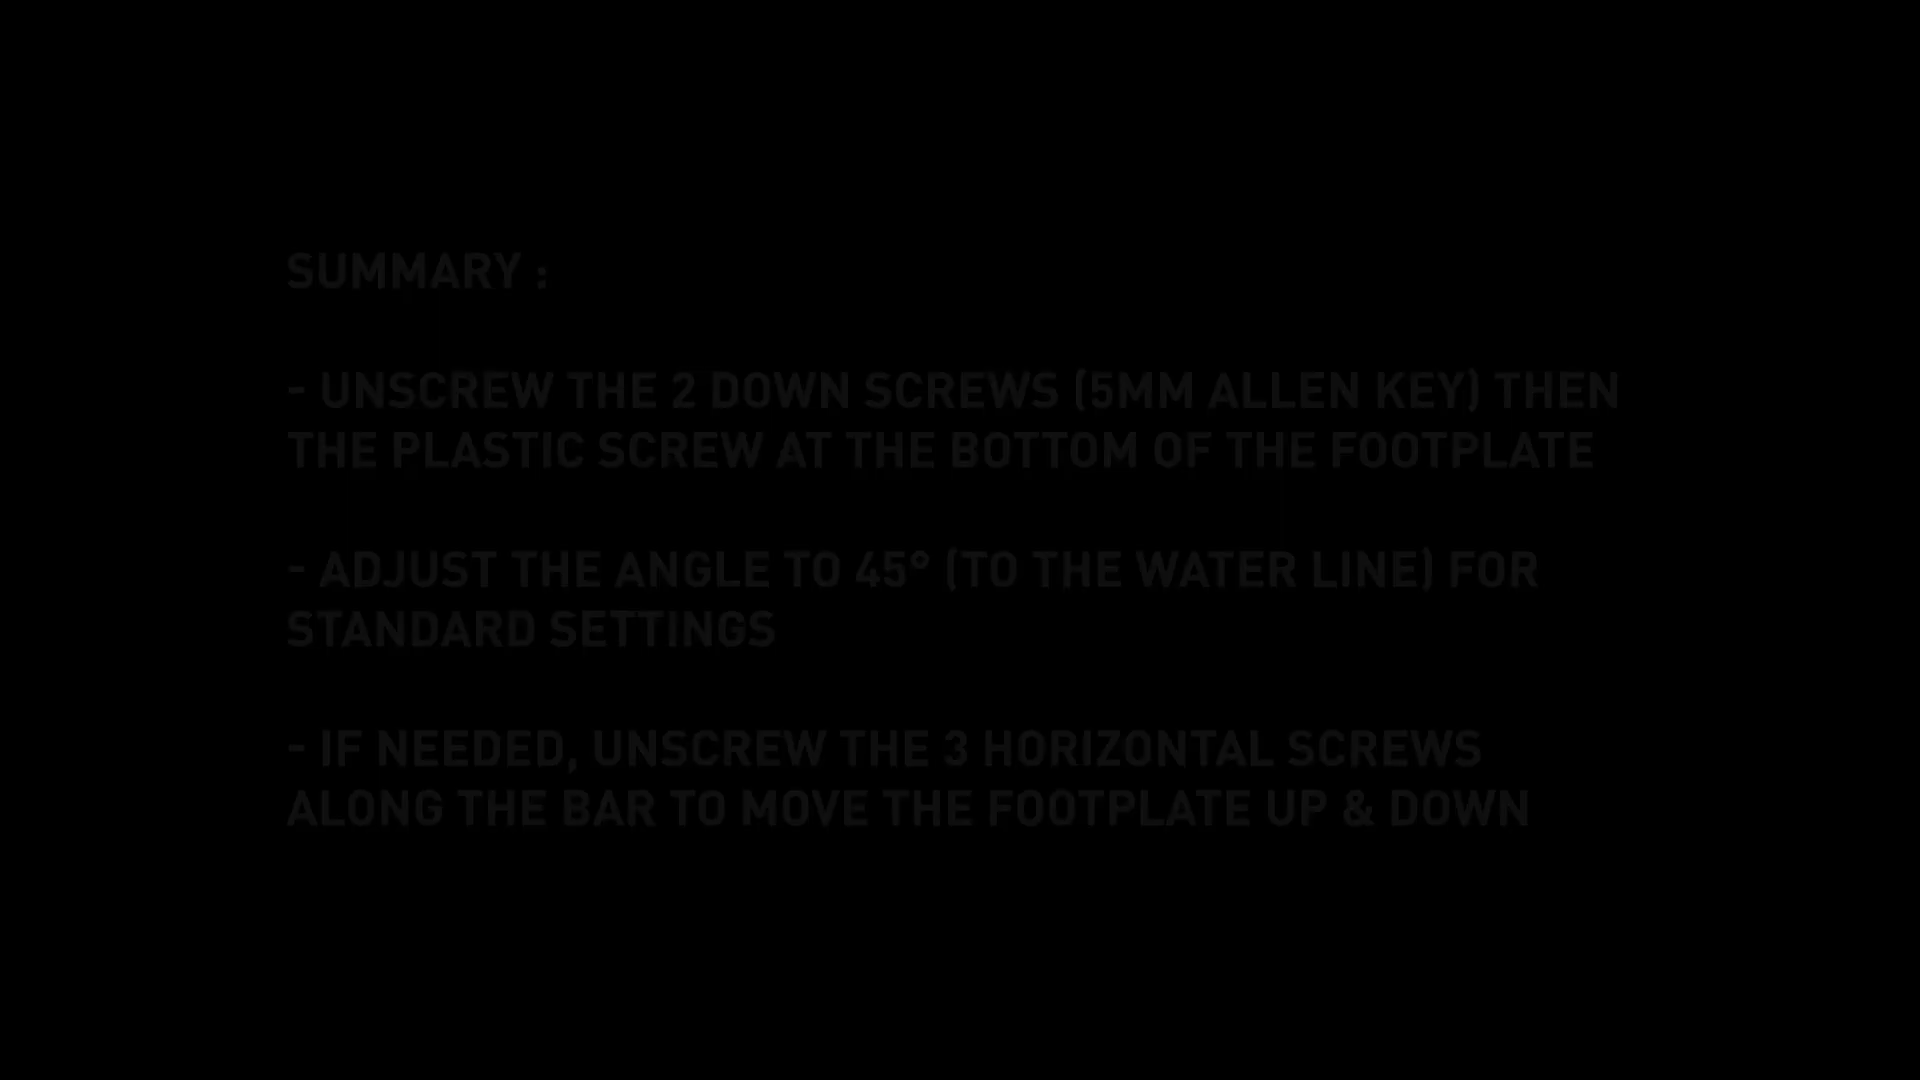 SUMMARY :
- UNSCREW THE 2 DOWN SCREWS (5MM ALLEN KEY) THEN
THE PLASTIC SCREW AT THE BOTTOM OF THE FOOTPLATE
- ADJUST THE ANGLE TO 45° (TO THE WATER LINE) FOR
STANDARD SETTINGS
- IF NEEDED, UNSCREW THE 3 HORIZONTAL SCREWS
ALONG THE BAR TO MOVE THE FOOTPLATE UP & DOWN